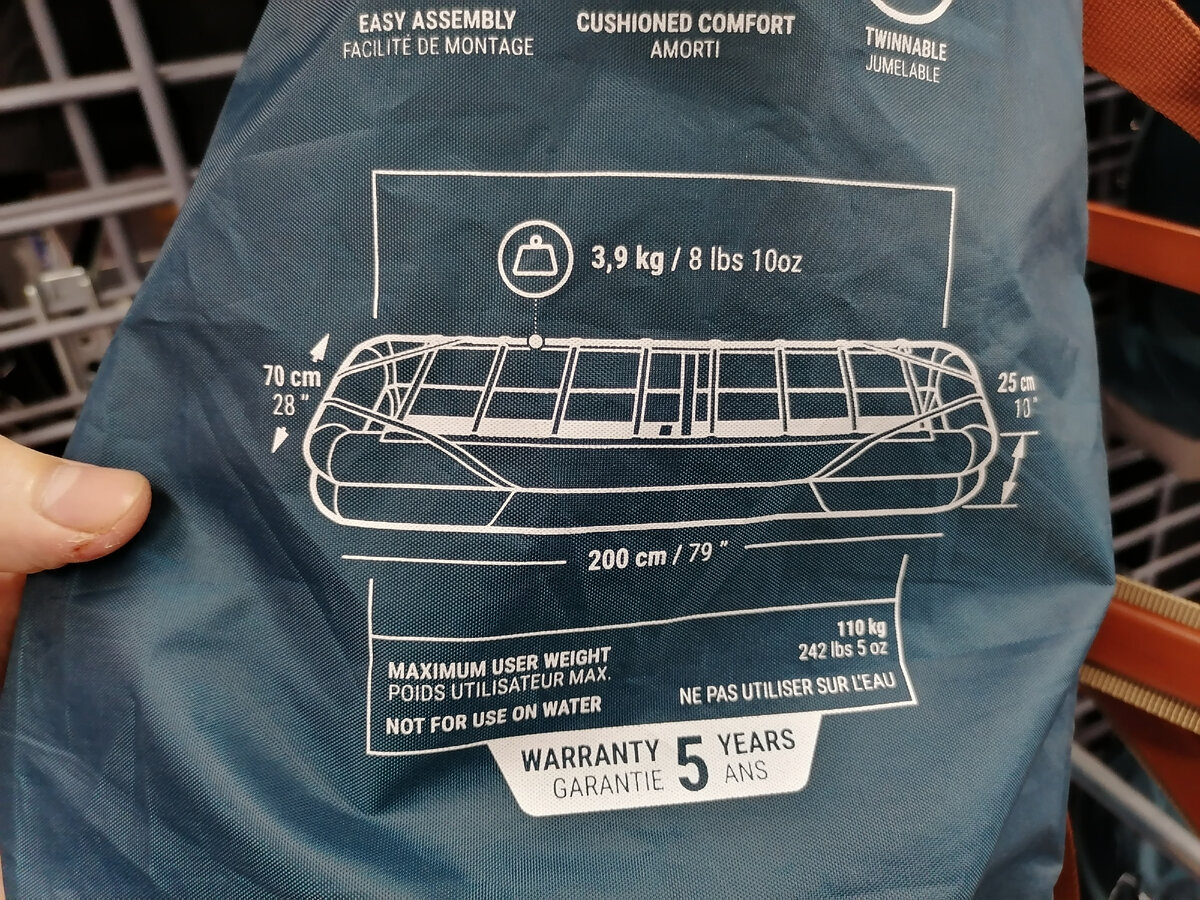 EASY ASSEMBLY
FACILITÉ DE MONTAGE
CUSHIONED COMFORT
AMORTI
TWINNABLE
JUMELABLE
3,9 kg / 8 lbs 10oz
70 cm
28 "
25 cm
10"
200 cm / 79 "
MAXIMUM USER WEIGHT
POIDS UTILISATEUR MAX.
110 kg
242 lbs 5 oz
NOT FOR USE ON WATER
NE PAS UTILISER SUR L'EAU
WARRANTY 5 YEARS
GARANTIE ANS